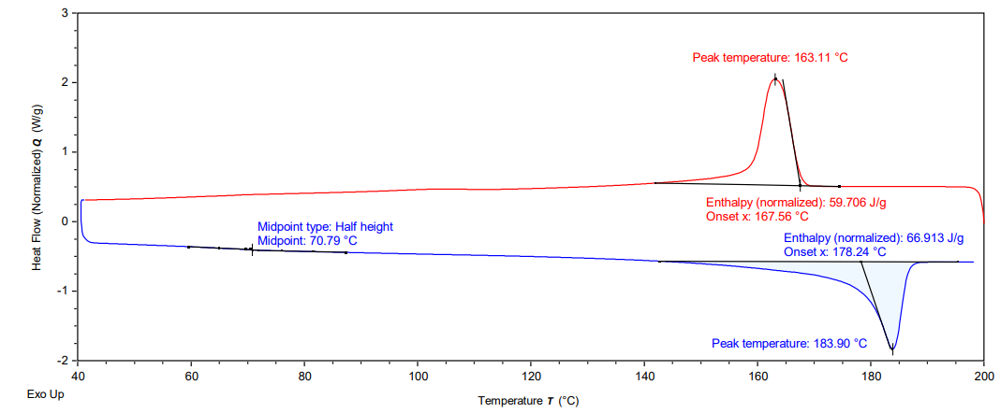 3
2
1
0
-1
-2
Heat Flow (Normalized) Q (W/g)
Peak temperature: 163.11 °C
Enthalpy (normalized): 59.706 J/g
Onset x: 167.56 °C
Midpoint type: Half height
Midpoint: 70.79 °C
Enthalpy (normalized): 66.913 J/g
Onset x: 178.24 °C
Peak temperature: 183.90 °C
40 60 80 100 120 140 160 180 200
Exo Up
Temperature T (°C)